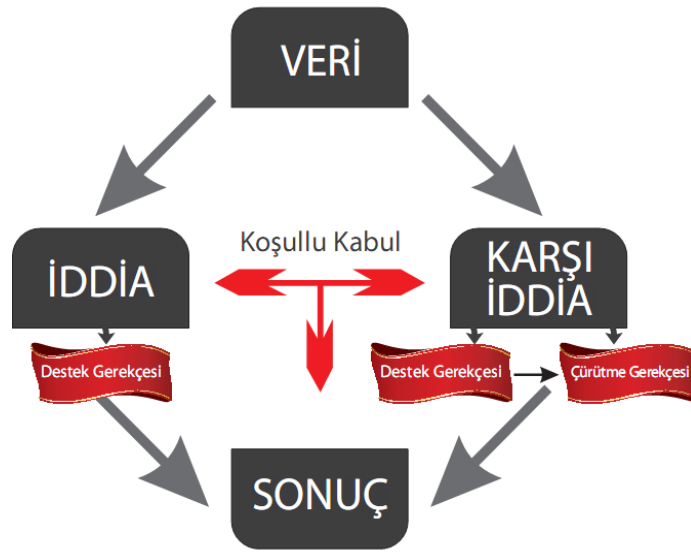 VERİ
Koşullu Kabul
İDDİA
KARŞI
İDDİA
Destek Gerekçesi
Destek Gerekçesi
Çürütme Gerekçesi
SONUÇ